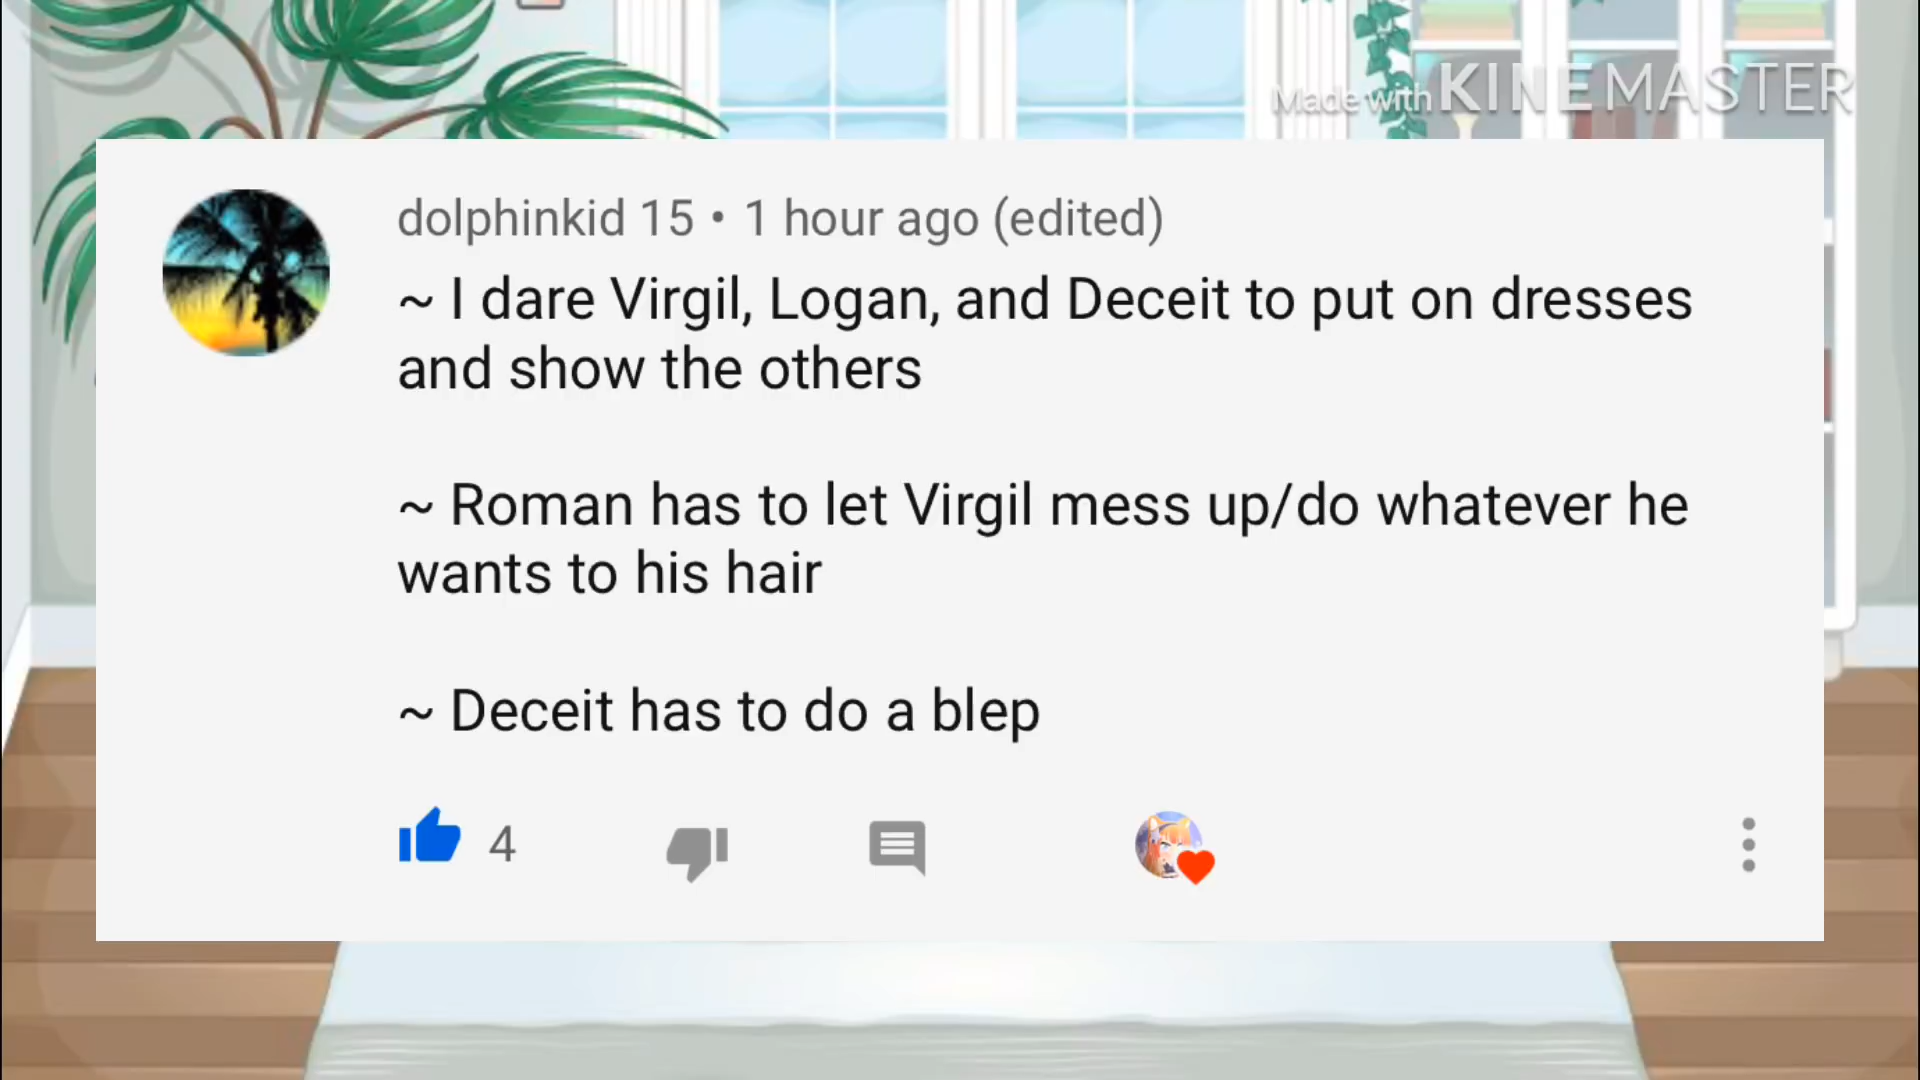 Made with KINEMASTER
dolphinkid 15 • 1 hour ago (edited)
~ I dare Virgil, Logan, and Deceit to put on dresses
and show the others
~ Roman has to let Virgil mess up/do whatever he
wants to his hair
~ Deceit has to do a blep
4